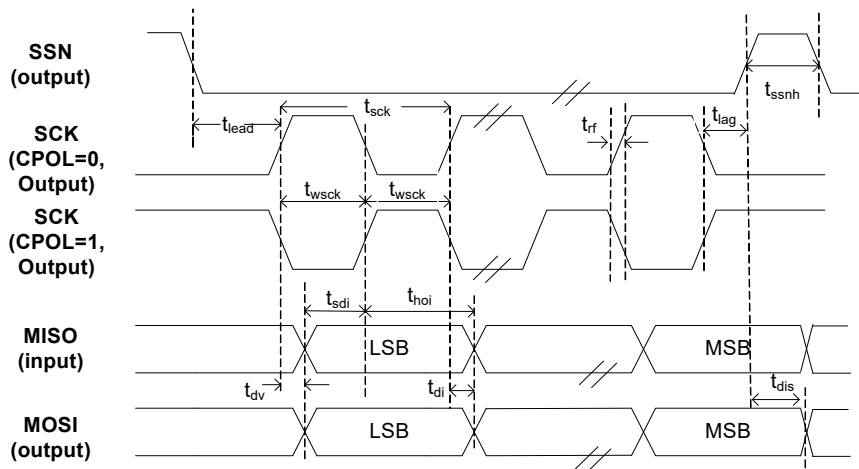 SSN
(output)
t_ssnh
t_sck
t_lead
t_rf
t_lag
SCK
(CPOL=0,
Output)
t_wsck
t_wsck
SCK
(CPOL=1,
Output)
t_sdi
t_hoi
MISO
(input)
LSB
MSB
t_dv
t_di
t_dis
MOSI
(output)
LSB
MSB